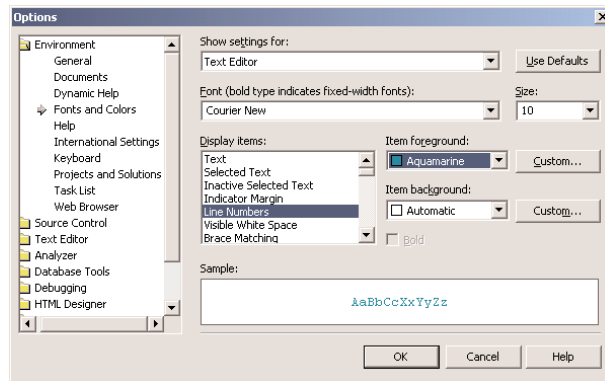 Options
Environment
General
Documents
Dynamic Help
Fonts and Colors
Help
International Settings
Keyboard
Projects and Solutions
Task List
Web Browser
Source Control
Text Editor
Analyzer
Database Tools
Debugging
HTML Designer
Show settings for:
Text Editor
Use Defaults
Font (bold type indicates fixed-width fonts):
Size:
Courier New
10
Display items:
Text
Selected Text
Inactive Selected Text
Indicator Margin
Line Numbers
Visible White Space
Brace Matching
Item foreground:
Aquamarine
Custom...
Item background:
Automatic
Custom...
Bold
Sample:
AaBbCcXxYyZz
OK
Cancel
Help